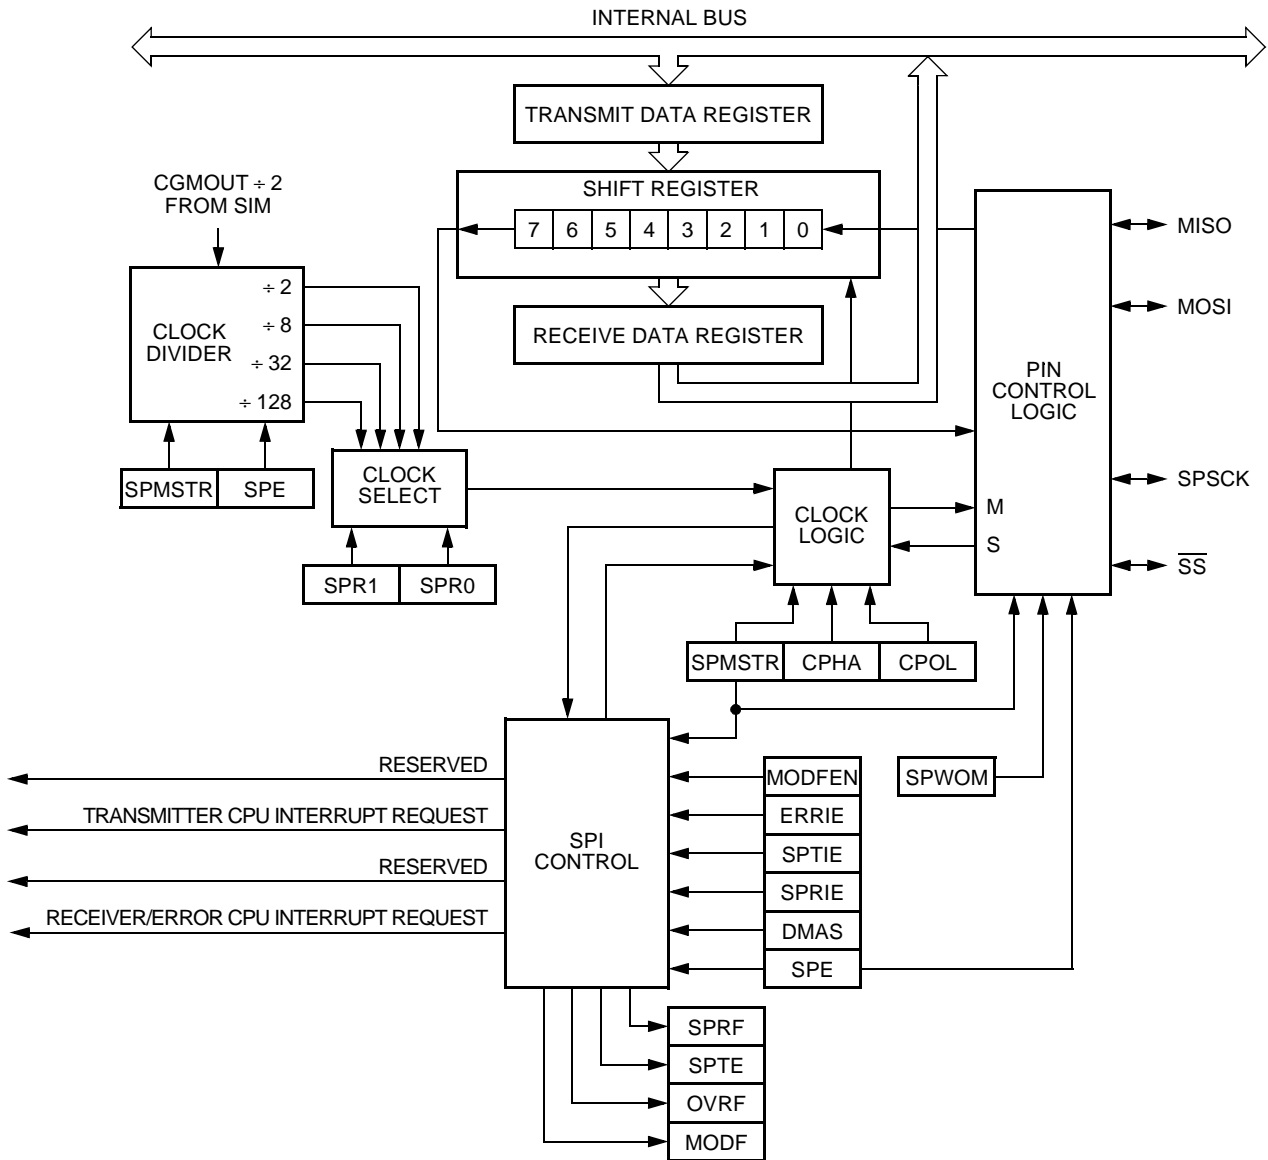 INTERNAL BUS
TRANSMIT DATA REGISTER
SHIFT REGISTER
7 6 5 4 3 2 1 0
RECEIVE DATA REGISTER
CGMOUT ÷ 2
FROM SIM
CLOCK
DIVIDER
÷ 2
÷ 8
÷ 32
÷ 128
SPMSTR SPE
CLOCK
SELECT
SPR1 SPR0
CLOCK
LOGIC
SPMSTR CPHA CPOL
PIN
CONTROL
LOGIC
M
S
MISO
MOSI
SPSCK
SS
RESERVED
TRANSMITTER CPU INTERRUPT REQUEST
RESERVED
RECEIVER/ERROR CPU INTERRUPT REQUEST
SPI
CONTROL
MODFEN
ERRIE
SPTIE
SPRIE
DMAS
SPE
SPWOM
SPRF
SPTE
OVRF
MODF